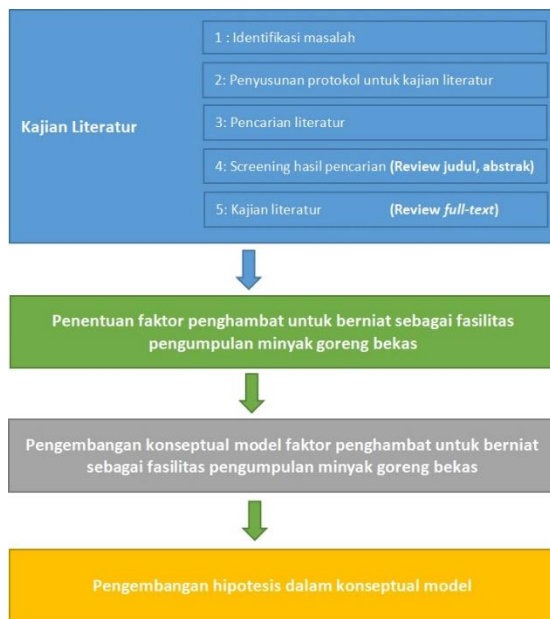 Kajian Literatur
1 : Identifikasi masalah
2: Penyusunan protokol untuk kajian literatur
3: Pencarian literatur
4: Screening hasil pencarian (Review judul, abstrak)
5: Kajian literatur (Review full-text)
Penentuan faktor penghambat untuk berniat sebagai fasilitas
pengumpulan minyak goreng bekas
Pengembangan konseptual model faktor penghambat untuk berniat
sebagai fasilitas pengumpulan minyak goreng bekas
Pengembangan hipotesis dalam konseptual model